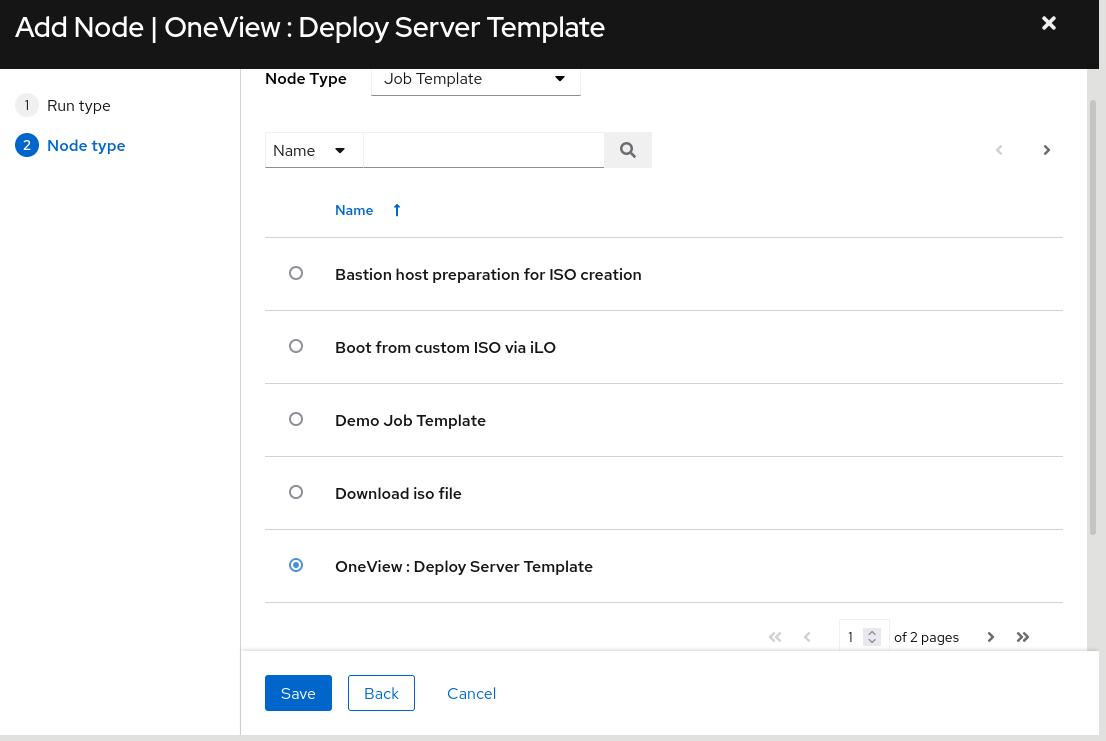 Add Node | OneView : Deploy Server Template
1 Run type
2 Node type
Node Type Job Template
Name
Name
Bastion host preparation for ISO creation
Boot from custom ISO via iLO
Demo Job Template
Download iso file
OneView : Deploy Server Template
1 of 2 pages
Save Back Cancel